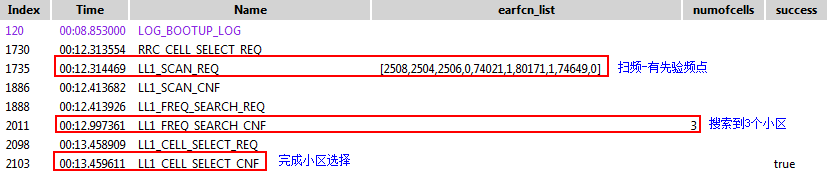 Index Time Name earfcn_list numofcells success
120 00:08.853000 LOG_BOOTUP_LOG
1730 00:12.313554 RRC_CELL_SELECT_REQ
1735 00:12.314469 LL1_SCAN_REQ [2508,2504,2506,0,74021,1,80171,1,74649,0] 扫频-有先验频点
1886 00:12.413682 LL1_SCAN_CNF
1888 00:12.413926 LL1_FREQ_SEARCH_REQ
2011 00:12.997361 LL1_FREQ_SEARCH_CNF 3 搜索到3个小区
2098 00:13.458909 LL1_CELL_SELECT_REQ
2103 00:13.459611 LL1_CELL_SELECT_CNF 完成小区选择 true